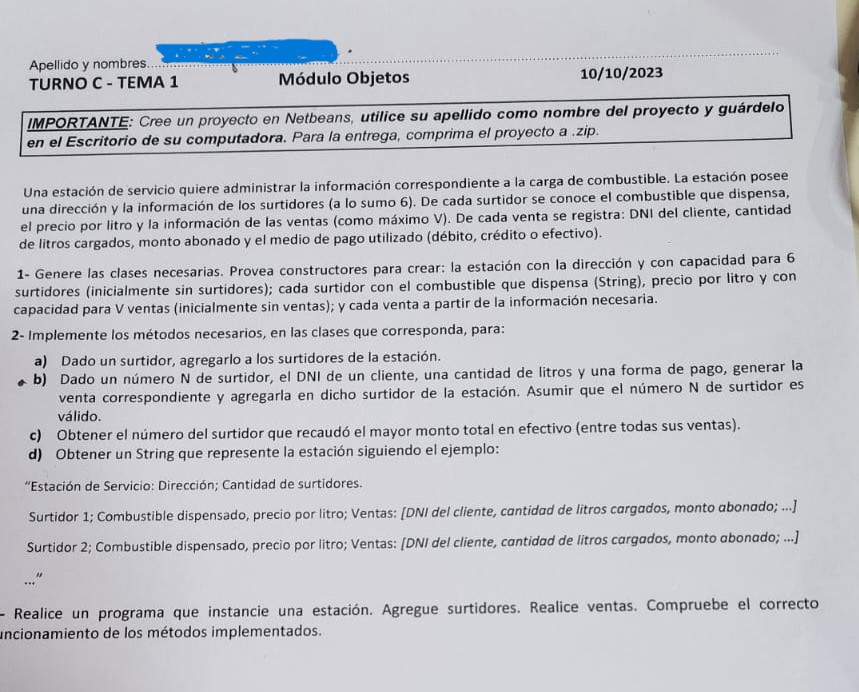 Apellido y nombres
TURNO C - TEMA 1 Módulo Objetos 10/10/2023
IMPORTANTE: Cree un proyecto en Netbeans, utilice su apellido como nombre del proyecto y guárdelo
en el Escritorio de su computadora. Para la entrega, comprima el proyecto a .zip.
Una estación de servicio quiere administrar la información correspondiente a la carga de combustible. La estación posee
una dirección y la información de los surtidores (a lo sumo 6). De cada surtidor se conoce el combustible que dispensa,
el precio por litro y la información de las ventas (como máximo V). De cada venta se registra: DNI del cliente, cantidad
de litros cargados, monto abonado y el medio de pago utilizado (débito, crédito o efectivo).
1- Genere las clases necesarias. Provea constructores para crear: la estación con la dirección y con capacidad para 6
surtidores (inicialmente sin surtidores); cada surtidor con el combustible que dispensa (String), precio por litro y con
capacidad para V ventas (inicialmente sin ventas); y cada venta a partir de la información necesaria.
2- Implemente los métodos necesarios, en las clases que corresponda, para:
a) Dado un surtidor, agregarlo a los surtidores de la estación.
b) Dado un número N de surtidor, el DNI de un cliente, una cantidad de litros y una forma de pago, generar la
venta correspondiente y agregarla en dicho surtidor de la estación. Asumir que el número N de surtidor es
válido.
c) Obtener el número del surtidor que recaudó el mayor monto total en efectivo (entre todas sus ventas).
d) Obtener un String que represente la estación siguiendo el ejemplo:
"Estación de Servicio: Dirección; Cantidad de surtidores.
Surtidor 1; Combustible dispensado, precio por litro; Ventas: [DNI del cliente, cantidad de litros cargados, monto abonado; ...]
Surtidor 2; Combustible dispensado, precio por litro; Ventas: [DNI del cliente, cantidad de litros cargados, monto abonado; ...]
..."
- Realice un programa que instancie una estación. Agregue surtidores. Realice ventas. Compruebe el correcto
uncionamiento de los métodos implementados.